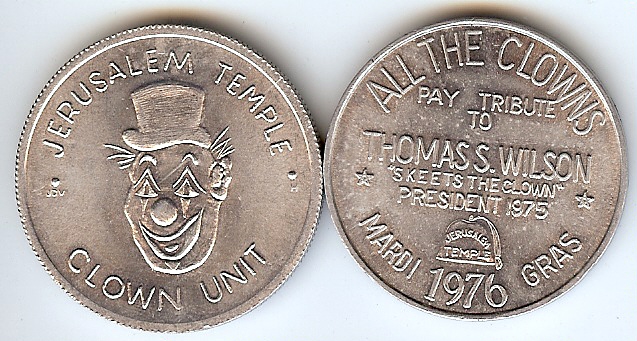 JERUSALEM TEMPLE
JDV
CLOWN UNIT
ALL THE CLOWNS
PAY TRIBUTE
TO
THOMAS S. WILSON
"SKEETS THE CLOWN"
PRESIDENT 1975
JERUSALEM
TEMPLE
MARDI 1976 GRAS